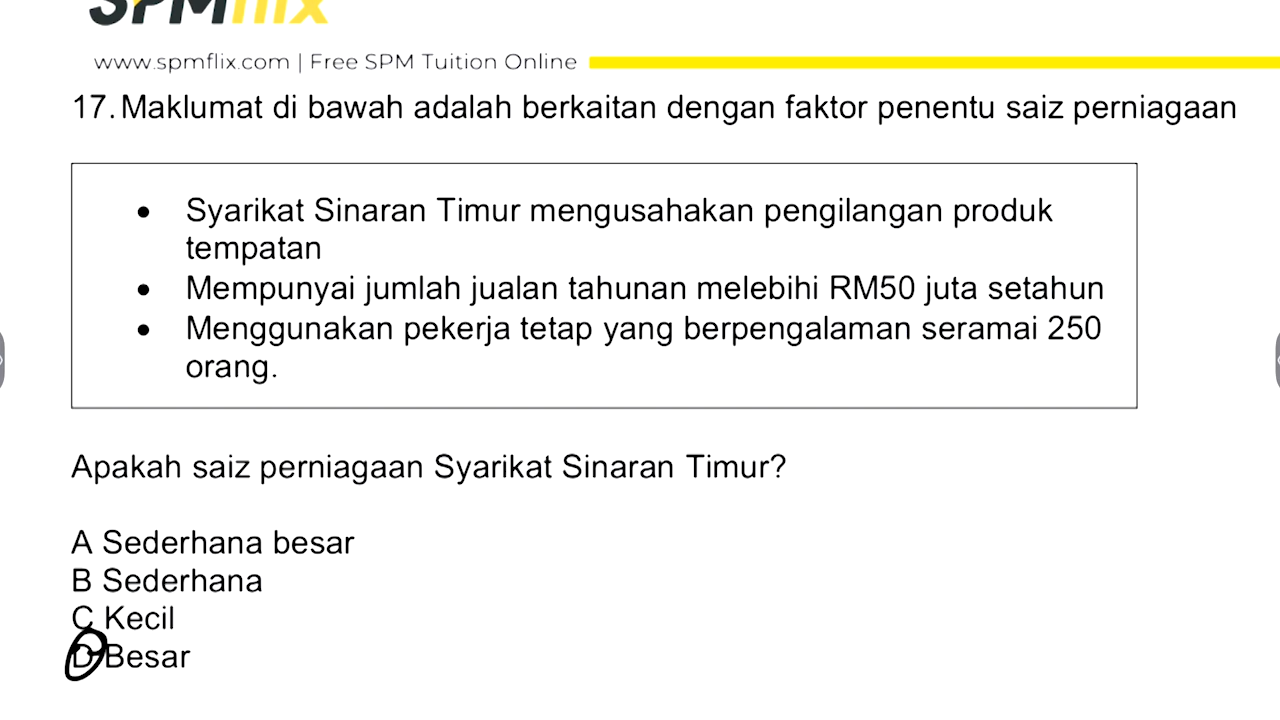 SPMflix
www.spmflix.com | Free SPM Tuition Online
17. Maklumat di bawah adalah berkaitan dengan faktor penentu saiz perniagaan
• Syarikat Sinaran Timur mengusahakan pengilangan produk
tempatan
• Mempunyai jumlah jualan tahunan melebihi RM50 juta setahun
• Menggunakan pekerja tetap yang berpengalaman seramai 250
orang.
Apakah saiz perniagaan Syarikat Sinaran Timur?
A Sederhana besar
B Sederhana
C Kecil
D Besar